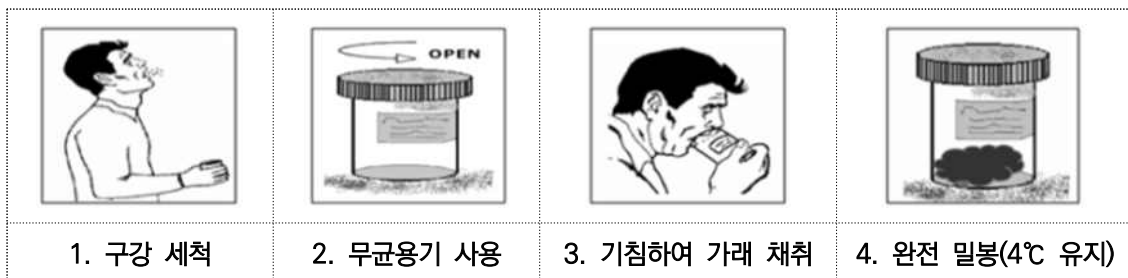 OPEN
1. 구강 세척
2. 무균용기 사용
3. 기침하여 가래 채취
4. 완전 밀봉(4℃ 유지)